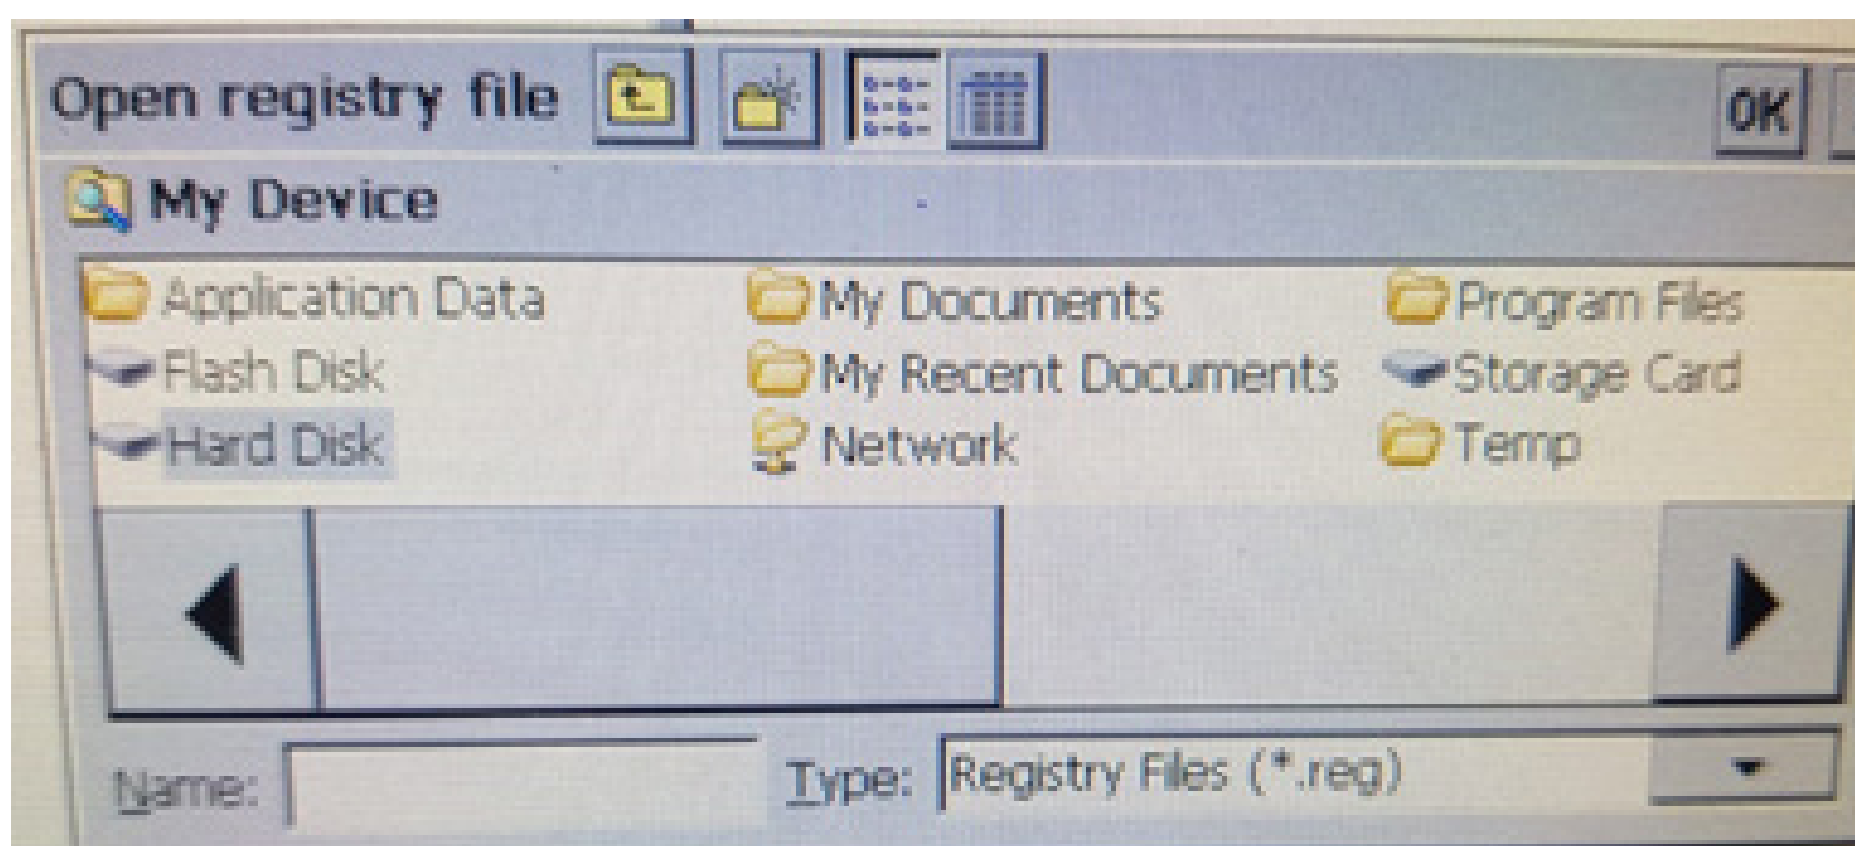 Open registry file OK
My Device
Application Data My Documents Program Files
Flash Disk My Recent Documents Storage Card
Hard Disk Network Temp
Name: Type: Registry Files (*.reg)